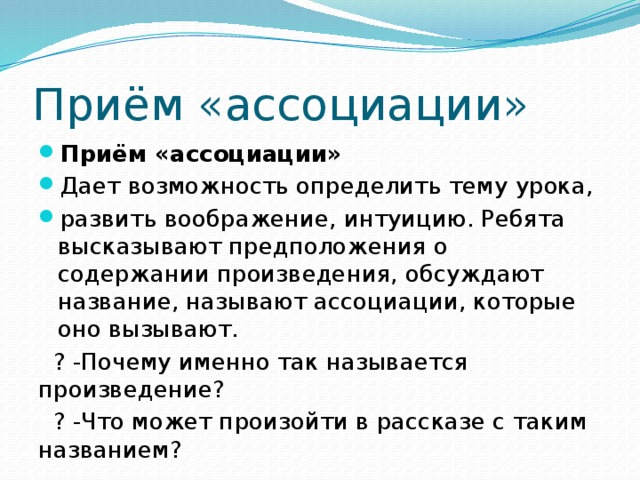 Приём «ассоциации»
Приём «ассоциации»
Дает возможность определить тему урока,
развить воображение, интуицию. Ребята
высказывают предположения о
содержании произведения, обсуждают
название, называют ассоциации, которые
оно вызывают.
? -Почему именно так называется
произведение?
? -Что может произойти в рассказе с таким
названием?